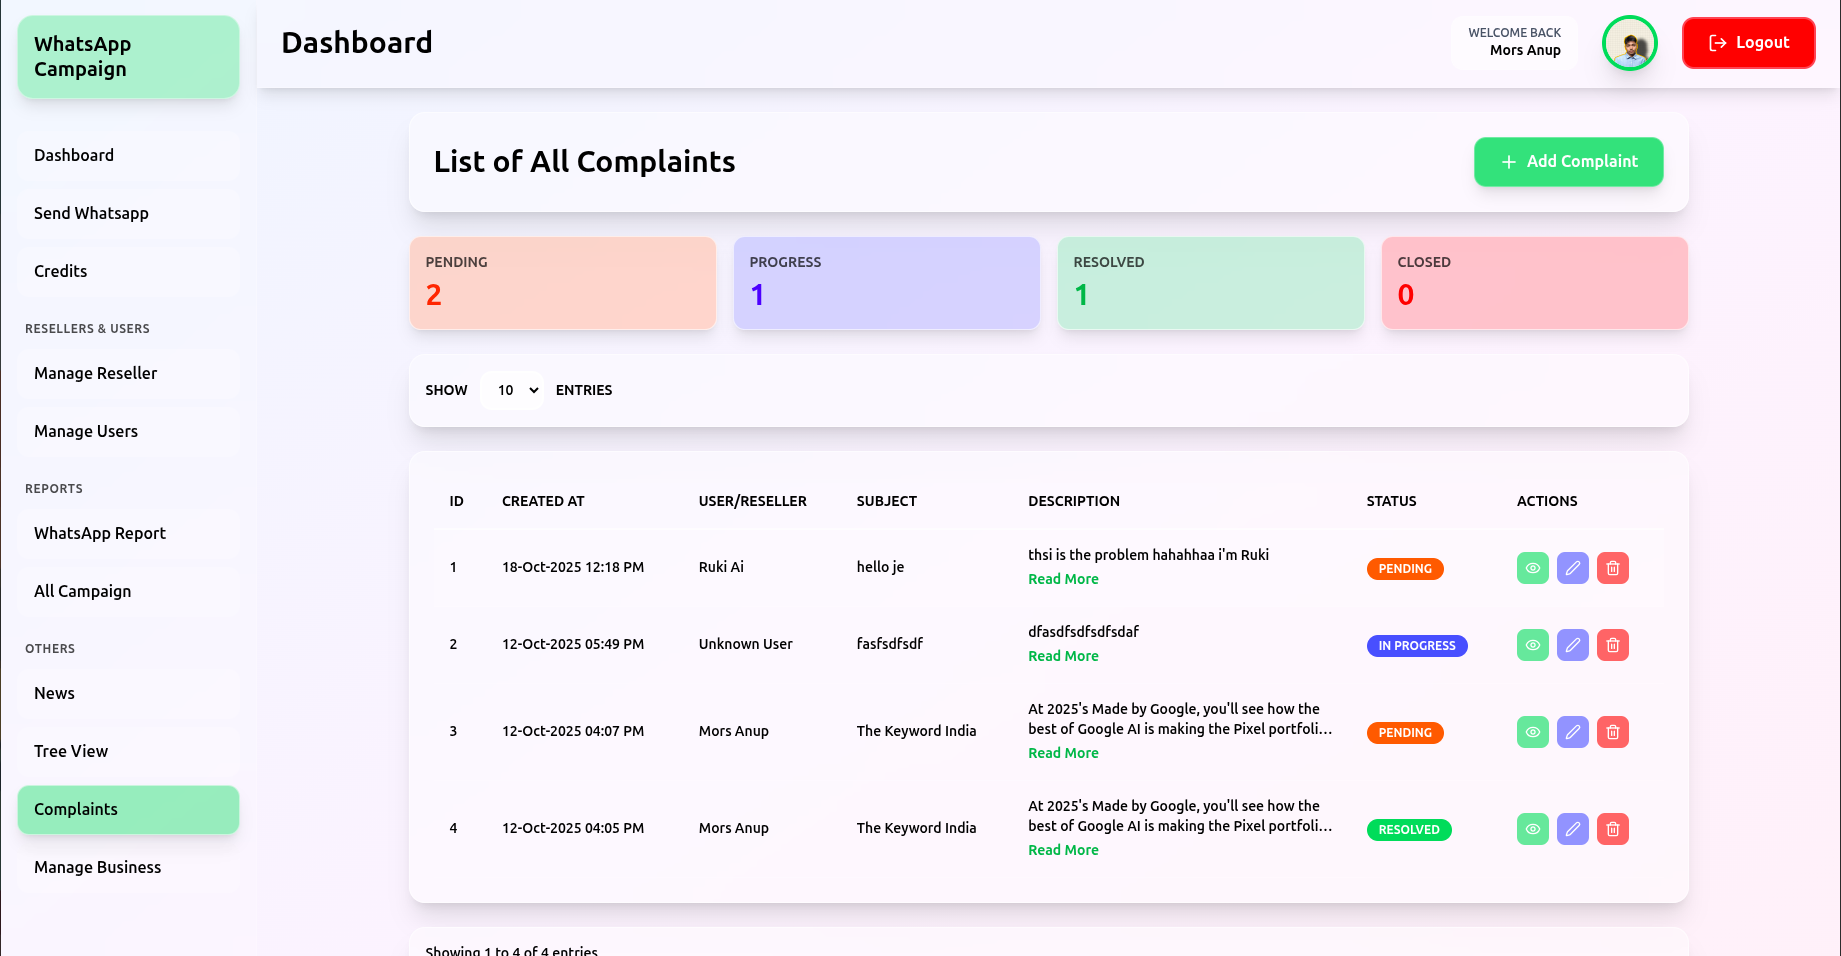 WhatsApp
Campaign
Dashboard
Send Whatsapp
Credits
RESELLERS & USERS
Manage Reseller
Manage Users
REPORTS
WhatsApp Report
All Campaign
OTHERS
News
Tree View
Complaints
Manage Business
Dashboard
WELCOME BACK
Mors Anup
Logout
List of All Complaints
Add Complaint
PENDING
2
PROGRESS
1
RESOLVED
1
CLOSED
0
SHOW 10 ENTRIES
ID CREATED AT USER/RESELLER SUBJECT DESCRIPTION STATUS ACTIONS
1 18-Oct-2025 12:18 PM Ruki Ai hello je thsi is the problem hahahhaa i'm Ruki PENDING
Read More
2 12-Oct-2025 05:49 PM Unknown User fasfsdfsdf dfasdfsdfsdfsdaf IN PROGRESS
Read More
3 12-Oct-2025 04:07 PM Mors Anup The Keyword India At 2025's Made by Google, you'll see how the
best of Google AI is making the Pixel portfoli... PENDING
Read More
4 12-Oct-2025 04:05 PM Mors Anup The Keyword India At 2025's Made by Google, you'll see how the
best of Google AI is making the Pixel portfoli... RESOLVED
Read More
Showing 1 to 4 of 4 entries